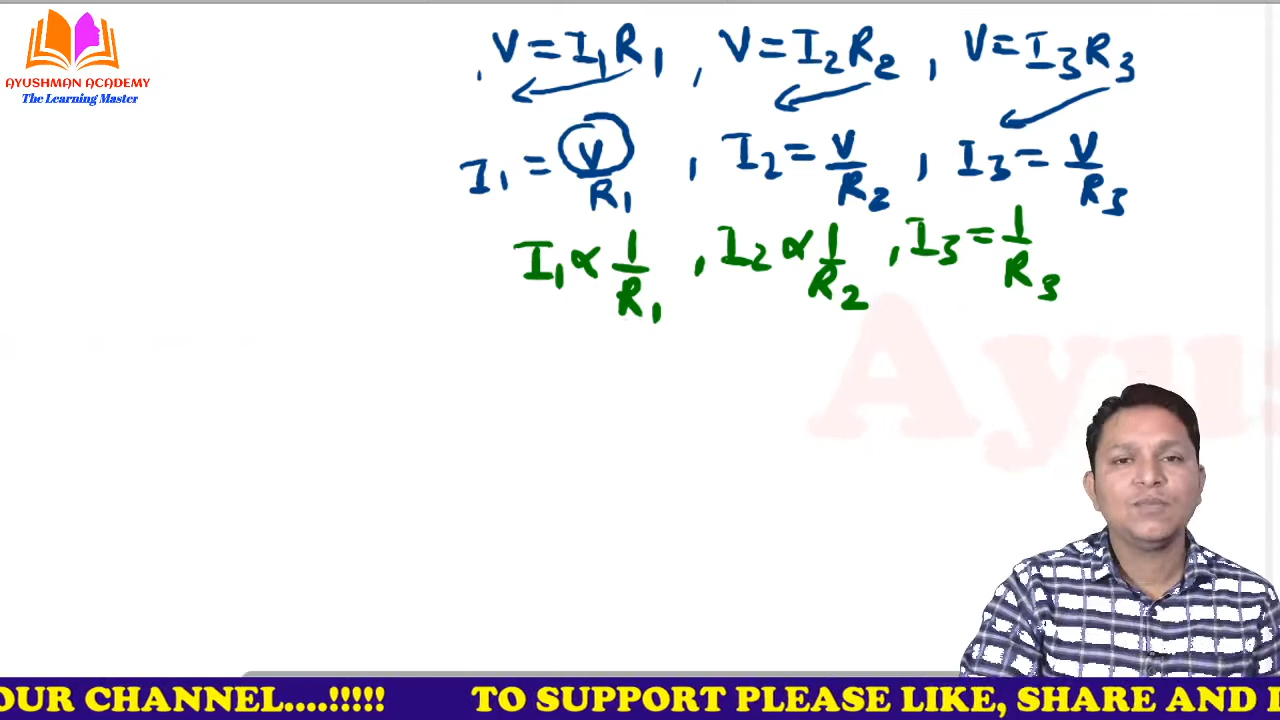 AYUSHMAN ACADEMY
The Learning Master
V=I₁R₁, V=I₂R₂, V=I₃R₃
I₁=V/R₁, I₂=V/R₂, I₃=V/R₃
I₁∝1/R₁, I₂∝1/R₂, I₃=1/R₃
OUR CHANNEL....!!!!! TO SUPPORT PLEASE LIKE, SHARE AND